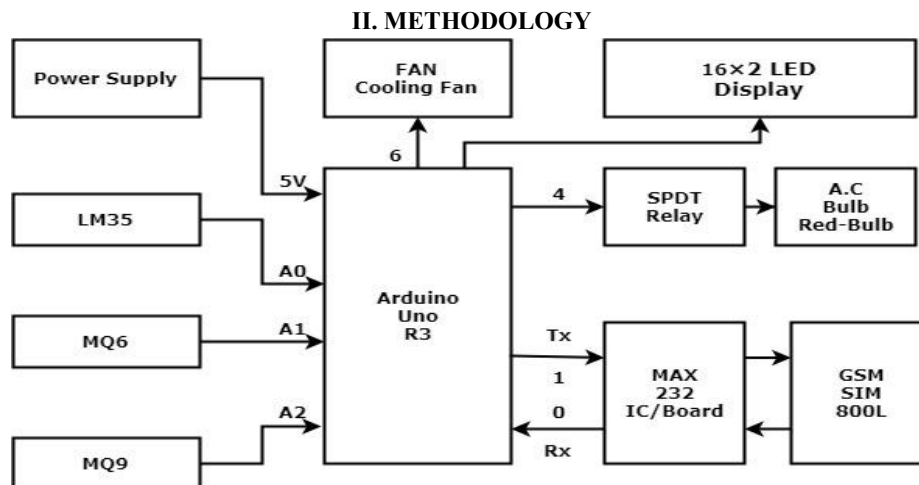 II. METHODOLOGY
Power Supply
FAN
Cooling Fan
16×2 LED
Display
6
5V
4
LM35
SPDT
Relay
A.C
Bulb
Red-Bulb
A0
Arduino
Uno
R3
MQ6
A1
Tx
1
0
Rx
MAX
232
IC/Board
GSM
SIM
800L
A2
MQ9